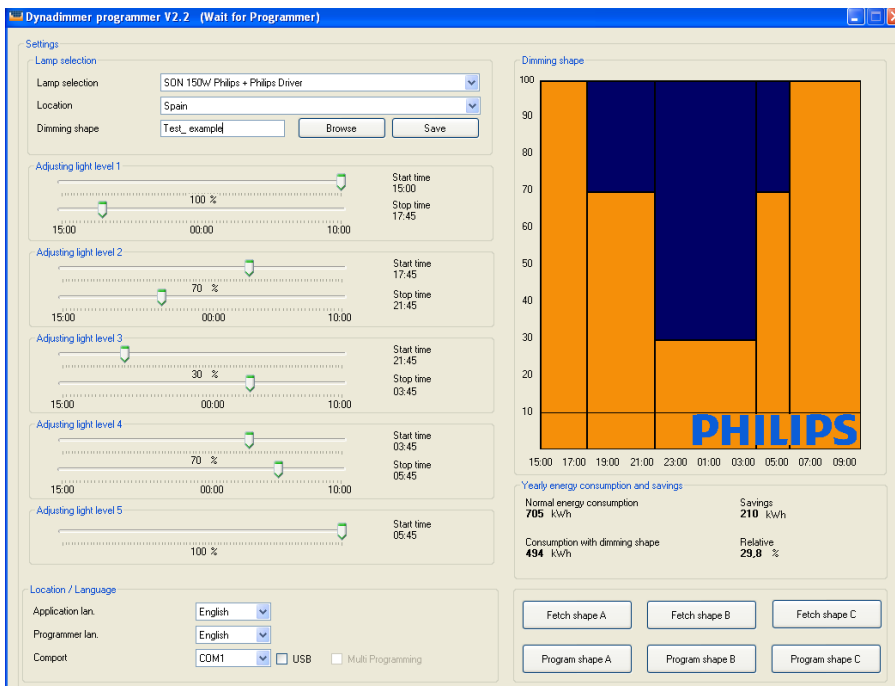 Dynadimmer programmer V2.2 (Wait for Programmer)
Settings
Lamp selection
Lamp selection SON 150W Philips + Philips Driver
Location Spain
Dimming shape Test_ example Browse Save
Adjusting light level 1
Start time
15:00
100 %
Stop time
17:45
15:00 00:00 10:00
Adjusting light level 2
Start time
17:45
70 %
Stop time
21:45
15:00 00:00 10:00
Adjusting light level 3
Start time
21:45
30 %
Stop time
03:45
15:00 00:00 10:00
Adjusting light level 4
Start time
03:45
70 %
Stop time
05:45
15:00 00:00 10:00
Adjusting light level 5
Start time
05:45
100 %
Location / Language
Application lan. English
Programmer lan. English
Comport COM1 USB Multi Programming
Dimming shape
100
90
80
70
60
50
40
30
20
10
PHILIPS
15:00 17:00 19:00 21:00 23:00 01:00 03:00 05:00 07:00 09:00
Yearly energy consumption and savings
Normal energy consumption Savings
705 kWh 210 kWh
Consumption with dimming shape Relative
494 kWh 29,8 %
Fetch shape A Fetch shape B Fetch shape C
Program shape A Program shape B Program shape C